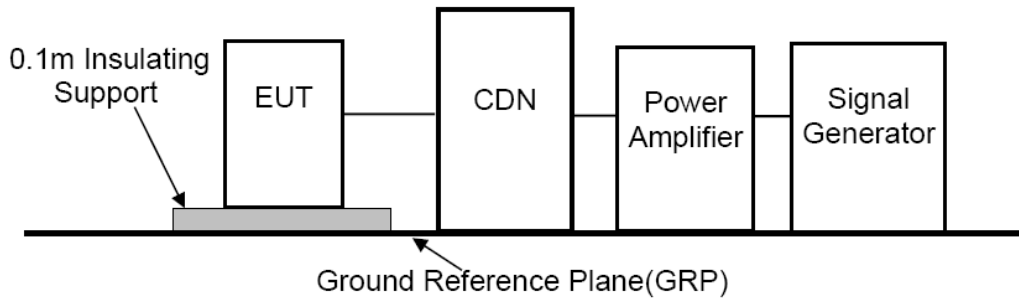 0.1m Insulating
Support
EUT
CDN
Power
Amplifier
Signal
Generator
Ground Reference Plane(GRP)